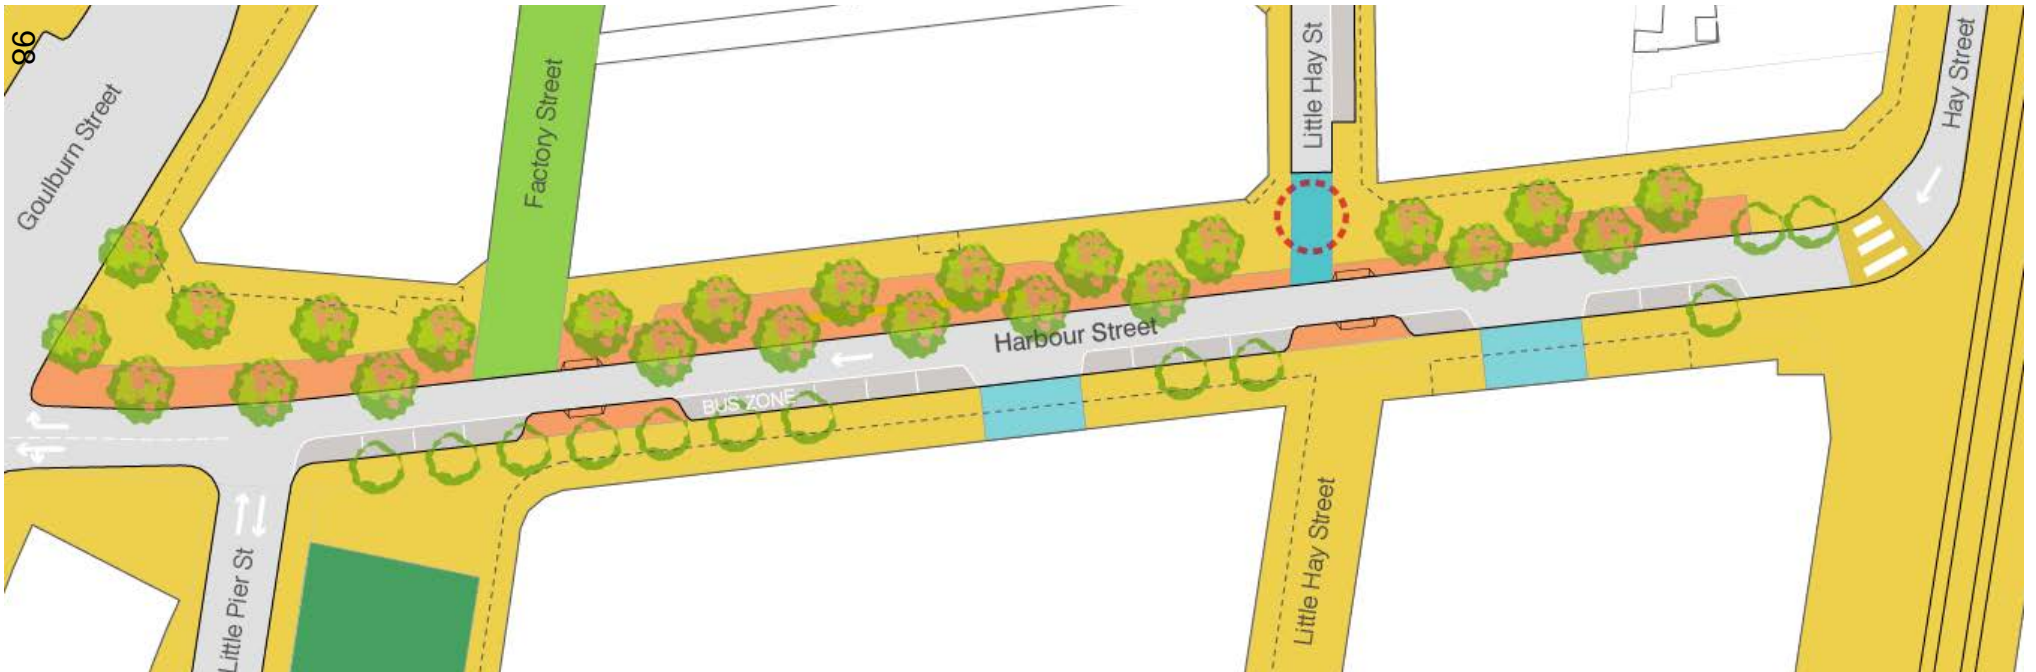 98
Goulburn Street
Factory Street
Little Hay St
Hay Street
Harbour Street
BUS ZONE
Little Pier St
Little Hay Street